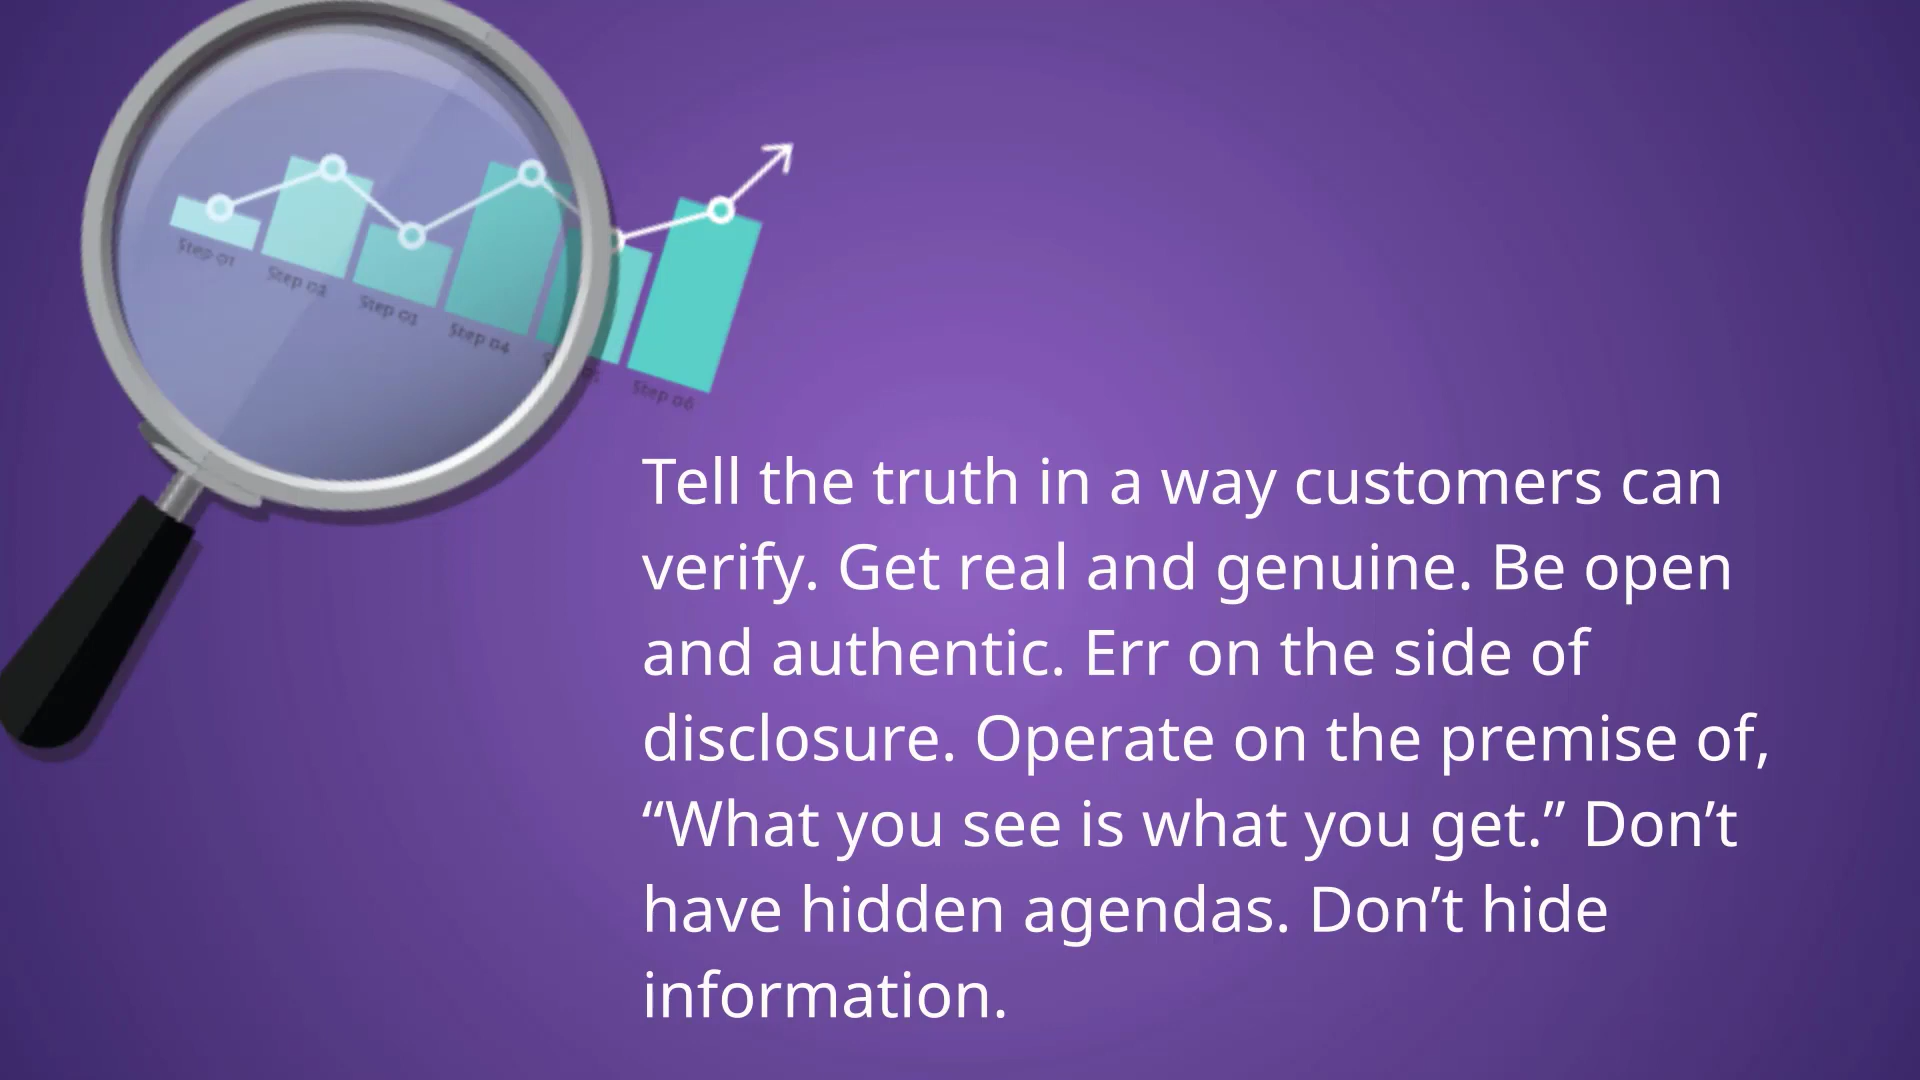 Step 01
Step 02
Step 03
Step 04
Step 06
Tell the truth in a way customers can
verify. Get real and genuine. Be open
and authentic. Err on the side of
disclosure. Operate on the premise of,
“What you see is what you get.” Don’t
have hidden agendas. Don’t hide
information.